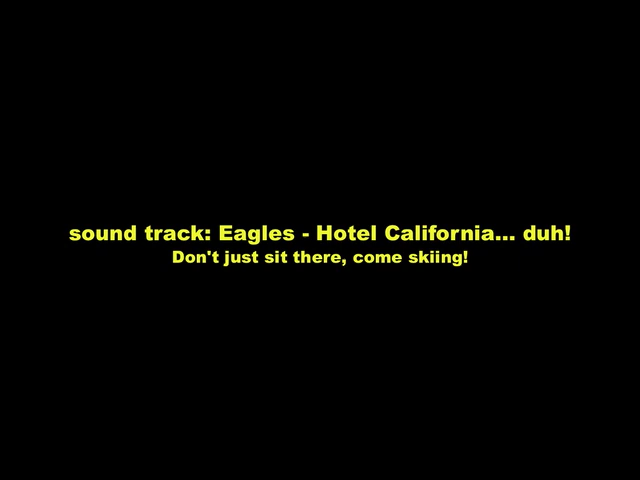 sound track: Eagles - Hotel California... duh!
Don't just sit there, come skiing!